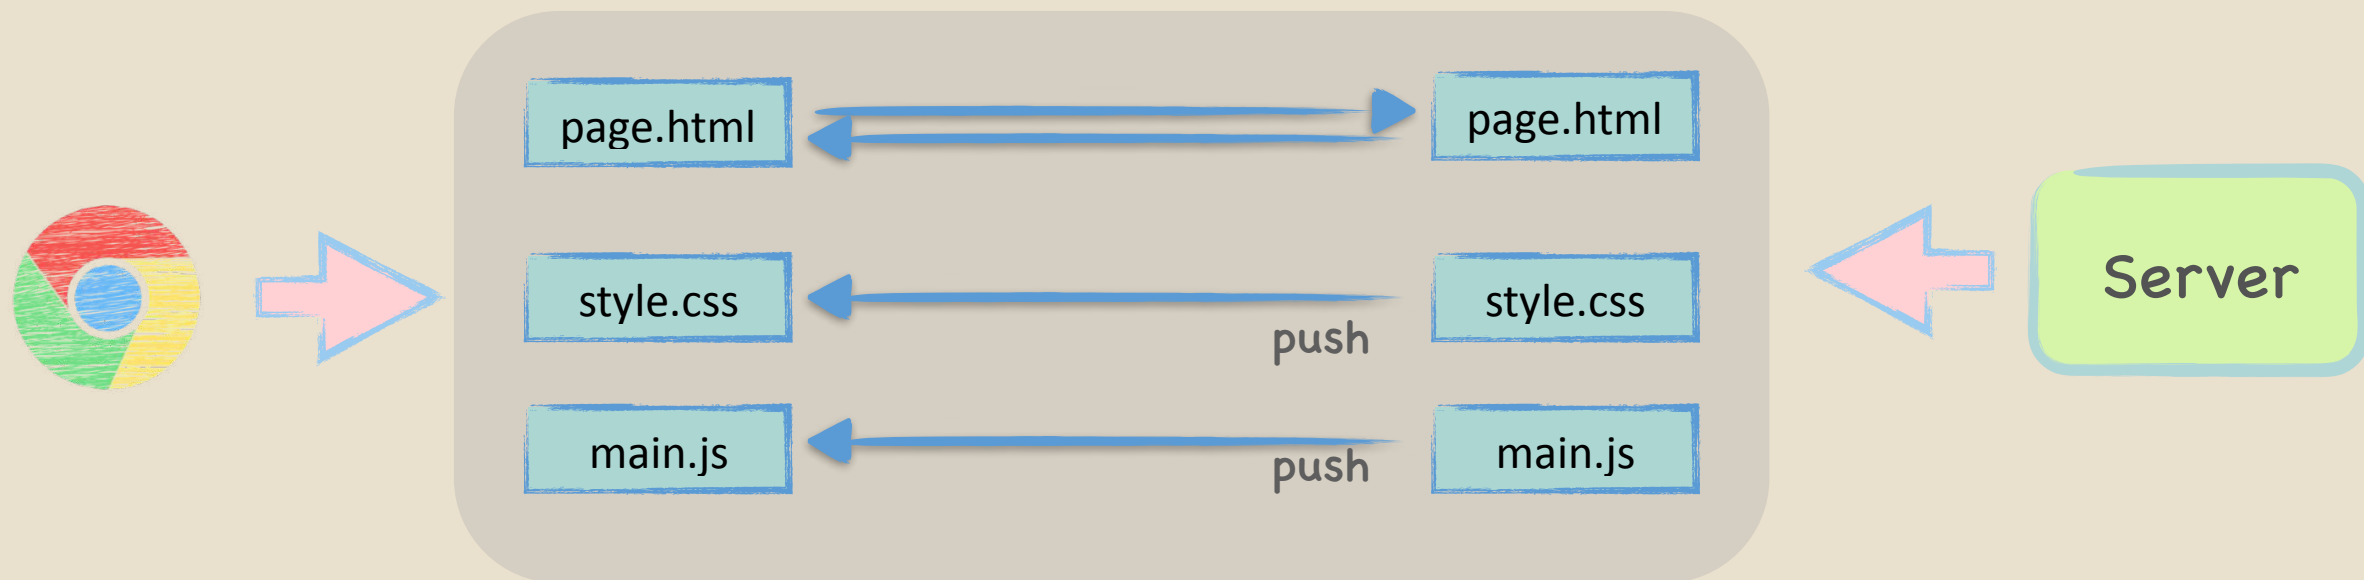 page.html
page.html
style.css
style.css
push
main.js
main.js
push
Server